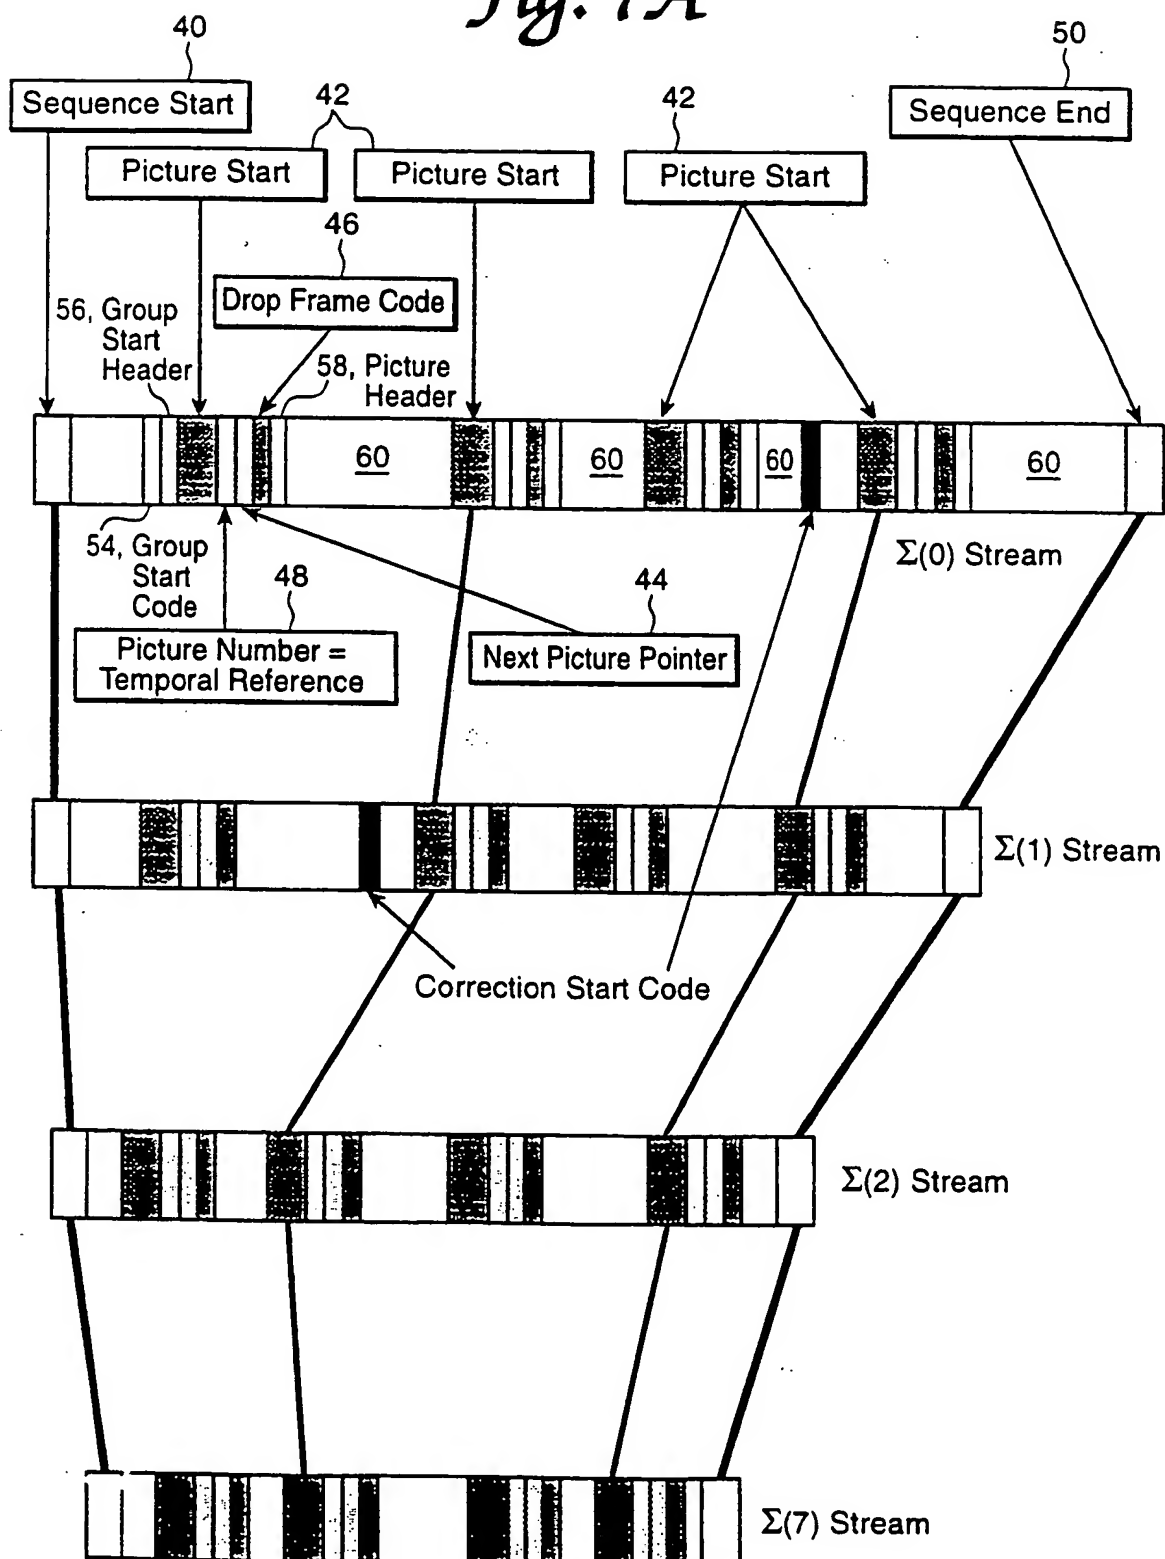 Fig. 7A
40
50
Sequence Start
42
42
Sequence End
Picture Start
Picture Start
Picture Start
46
Drop Frame Code
56, Group
Start
Header
58, Picture
Header
60
60
60
60
54, Group
Start
Code
Σ(0) Stream
48
44
Picture Number =
Temporal Reference
Next Picture Pointer
Σ(1) Stream
Correction Start Code
Σ(2) Stream
Σ(7) Stream